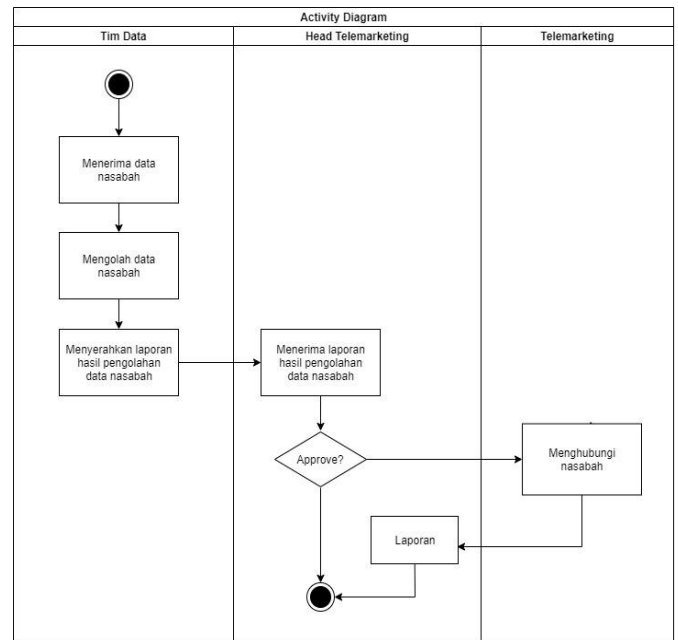 Activity Diagram
Tim Data
Head Telemarketing
Telemarketing
Menerima data
nasabah
Mengolah data
nasabah
Menyerahkan laporan
hasil pengolahan
data nasabah
Menerima laporan
hasil pengolahan
data nasabah
Approve?
Menghubungi
nasabah
Laporan